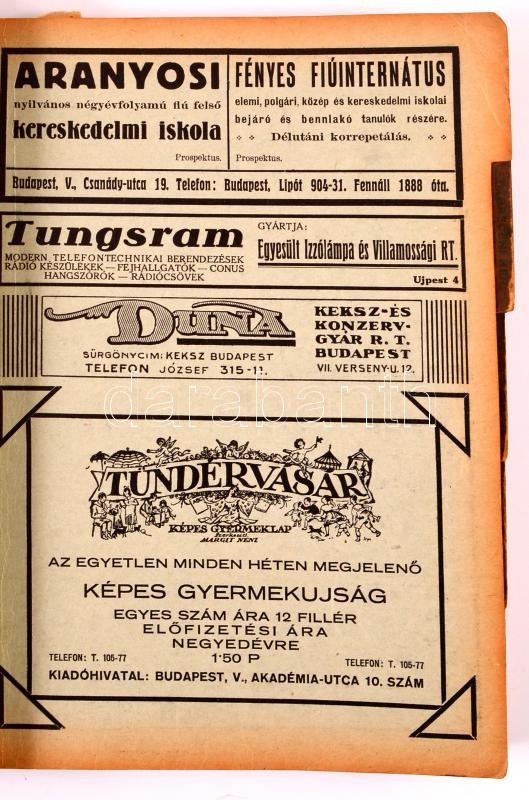 ARANYOSI
nyilvános négyévfolyamú fiú felső
kereskedelmi iskola
Prospektus.
FÉNYES FIÚINTERNÁTUS
elemi, polgári, közép és kereskedelmi iskolai
bejáró és bennlakó tanulók részére.
Délutáni korrepetálás.
Prospektus.
Budapest, V., Csanády-utca 19. Telefon: Budapest, Lipót 904-31. Fennáll 1888 óta.
Tungsram
MODERN TELEFONTECHNIKAI BERENDEZÉSEK
RÁDIÓ KÉSZÜLÉKEK — FEJHALLGATÓK — CONUS
HANGSZÓRÓK — RÁDIÓCSÖVEK
GYÁRTJA:
Egyesült Izzólámpa és Villamossági RT.
Ujpest 4
DUNA
SÜRGÖNYCIM: KEKSZ BUDAPEST
TELEFON JÓZSEF 315-11.
KEKSZ-ÉS
KONZERV-
GYÁR R.T.
BUDAPEST
VII. VERSENY-U. 12.
darabanth
TÜNDÉRVÁSÁR
KÉPES GYERMEKLAP
Szerkeszti
MARGIT NÉNI
AZ EGYETLEN MINDEN HÉTEN MEGJELENŐ
KÉPES GYERMEKUJSÁG
EGYES SZÁM ÁRA 12 FILLÉR
ELŐFIZETÉSI ÁRA
NEGYEDÉVRE
1·50 P
TELEFON: T. 105-77
TELEFON: T. 105-77
KIADÓHIVATAL: BUDAPEST, V., AKADÉMIA-UTCA 10. SZÁM